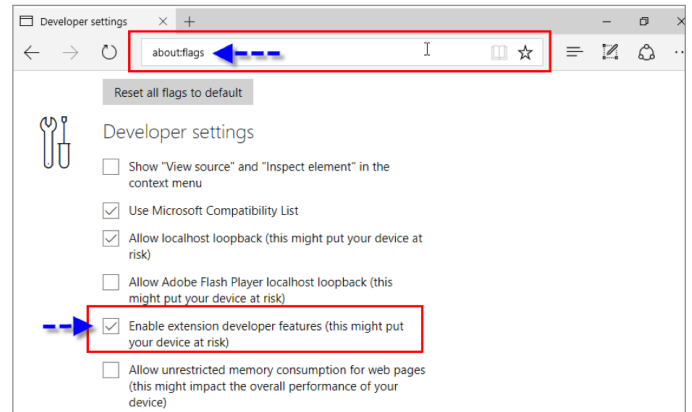 Developer settings
about:flags
Reset all flags to default
Developer settings
Show "View source" and "Inspect element" in the
context menu
Use Microsoft Compatibility List
Allow localhost loopback (this might put your device at
risk)
Allow Adobe Flash Player localhost loopback (this
might put your device at risk)
Enable extension developer features (this might put
your device at risk)
Allow unrestricted memory consumption for web pages
(this might impact the overall performance of your
device)